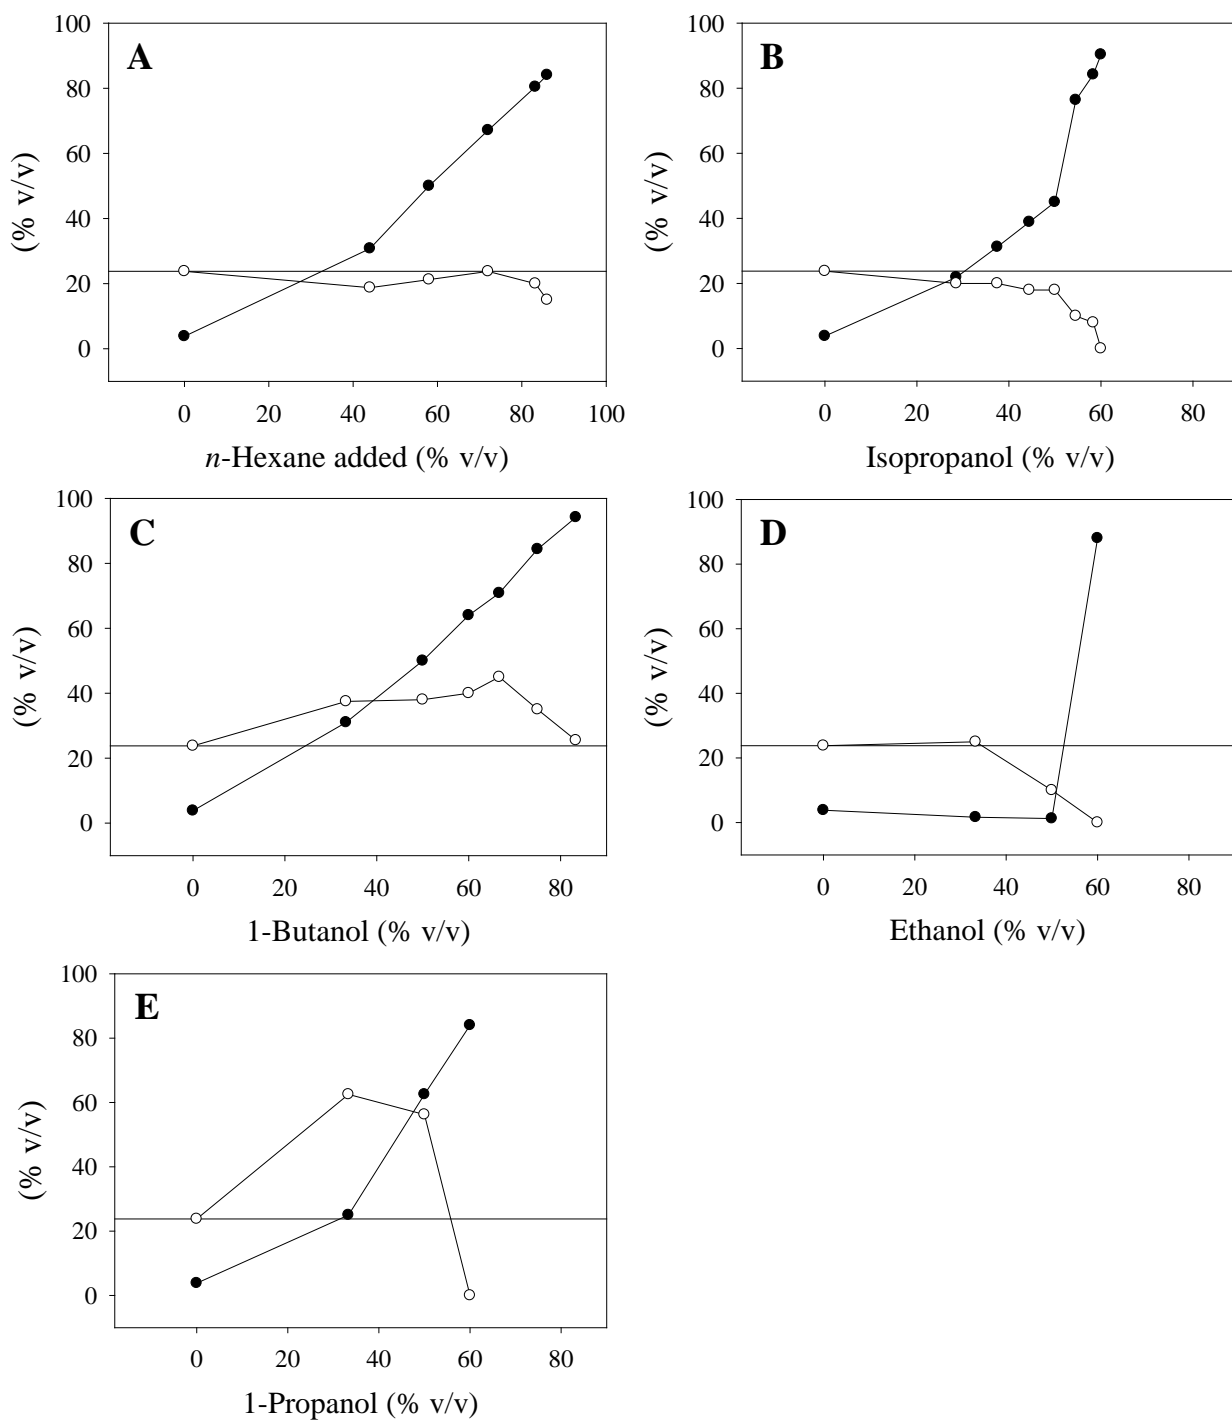 A
100
80
60
40
20
0
(% v/v)
0 20 40 60 80 100
n-Hexane added (% v/v)
B
100
80
60
40
20
0
(% v/v)
0 20 40 60 80
Isopropanol (% v/v)
C
100
80
60
40
20
0
(% v/v)
0 20 40 60 80
1-Butanol (% v/v)
D
100
80
60
40
20
0
(% v/v)
0 20 40 60 80
Ethanol (% v/v)
E
100
80
60
40
20
0
(% v/v)
0 20 40 60 80
1-Propanol (% v/v)